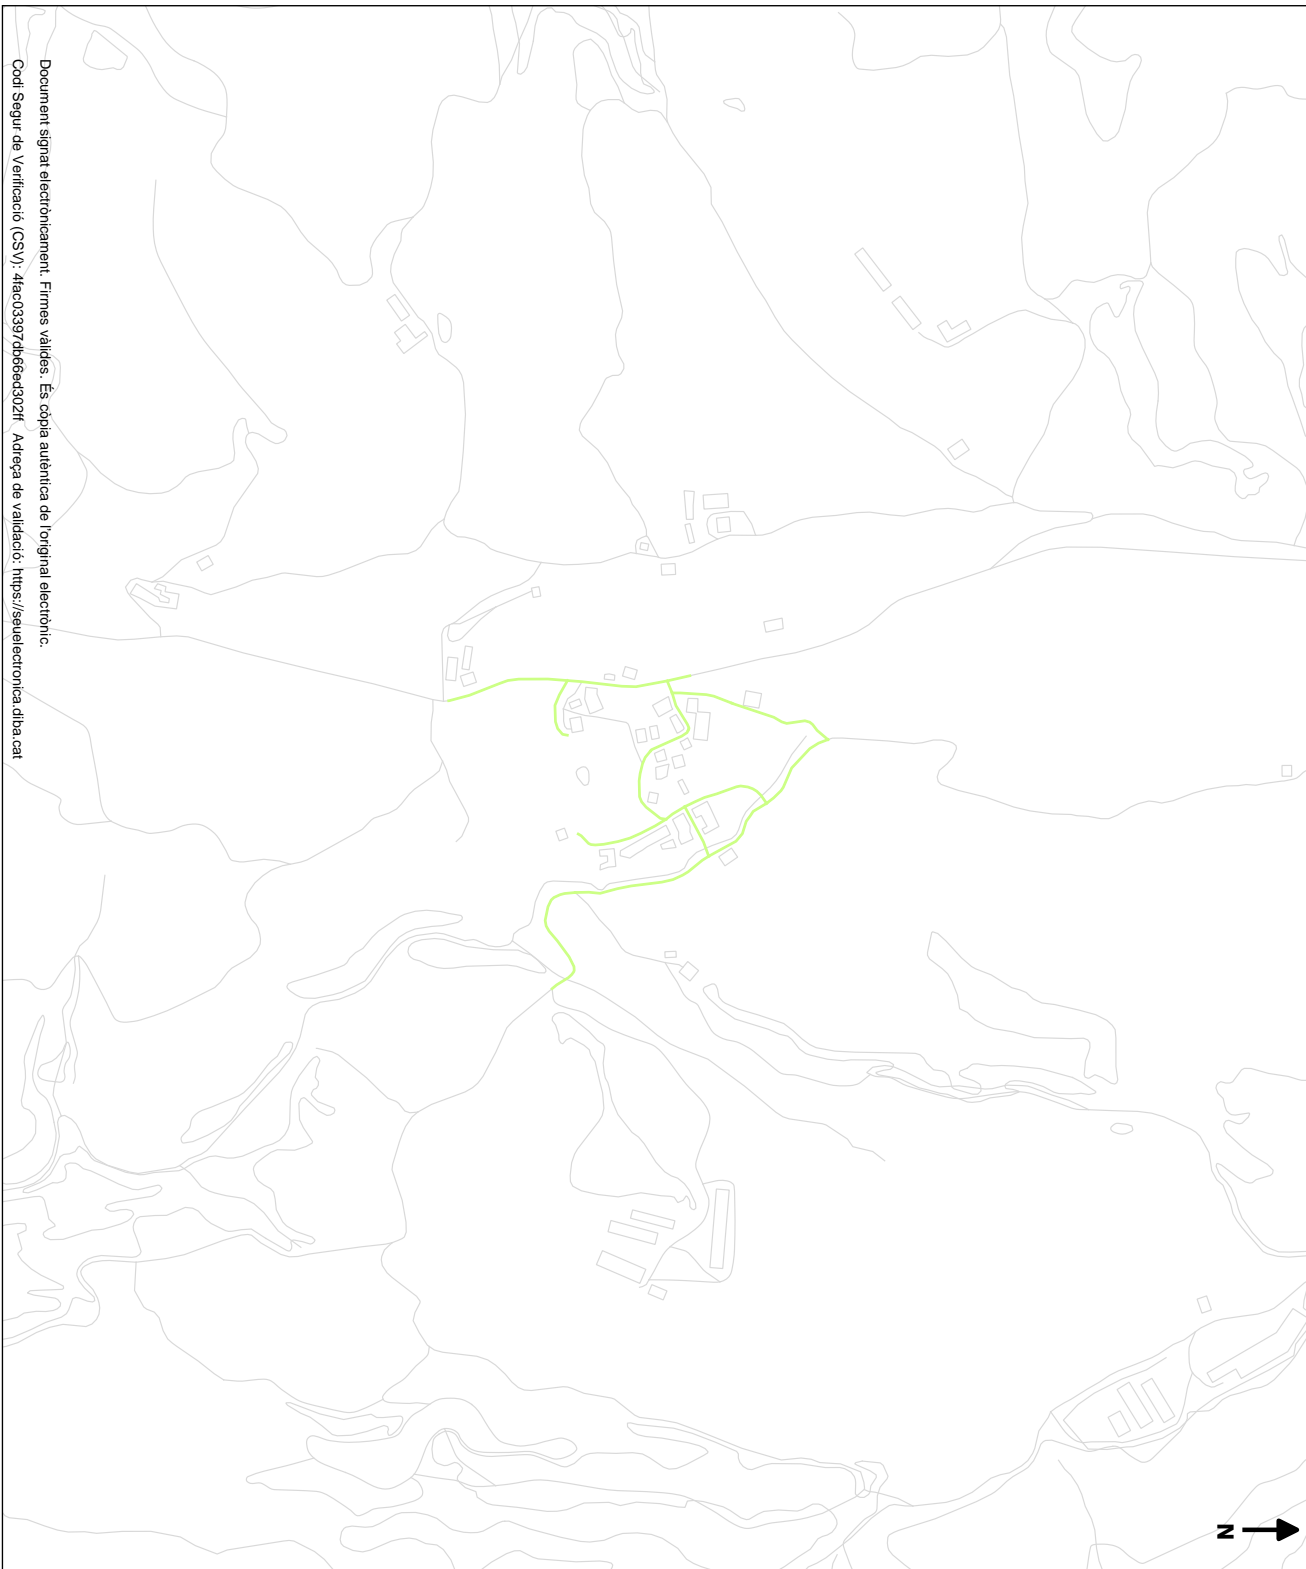 Document signat electrònicament. Firmes vàlides. És còpia autèntica de l'original electrònic.
Codi Segur de Verificació (CSV): 4fac03397db66ed302ff Adreça de validació: https://seuelectronica.diba.cat
N